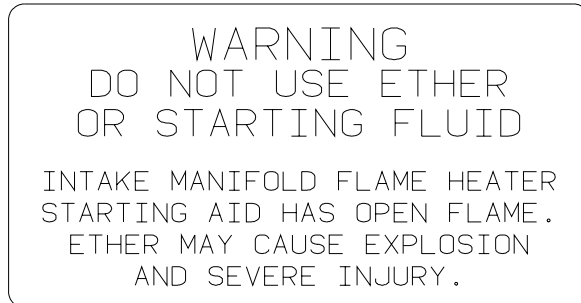 WARNING
DO NOT USE ETHER
OR STARTING FLUID
INTAKE MANIFOLD FLAME HEATER
STARTING AID HAS OPEN FLAME.
ETHER MAY CAUSE EXPLOSION
AND SEVERE INJURY.